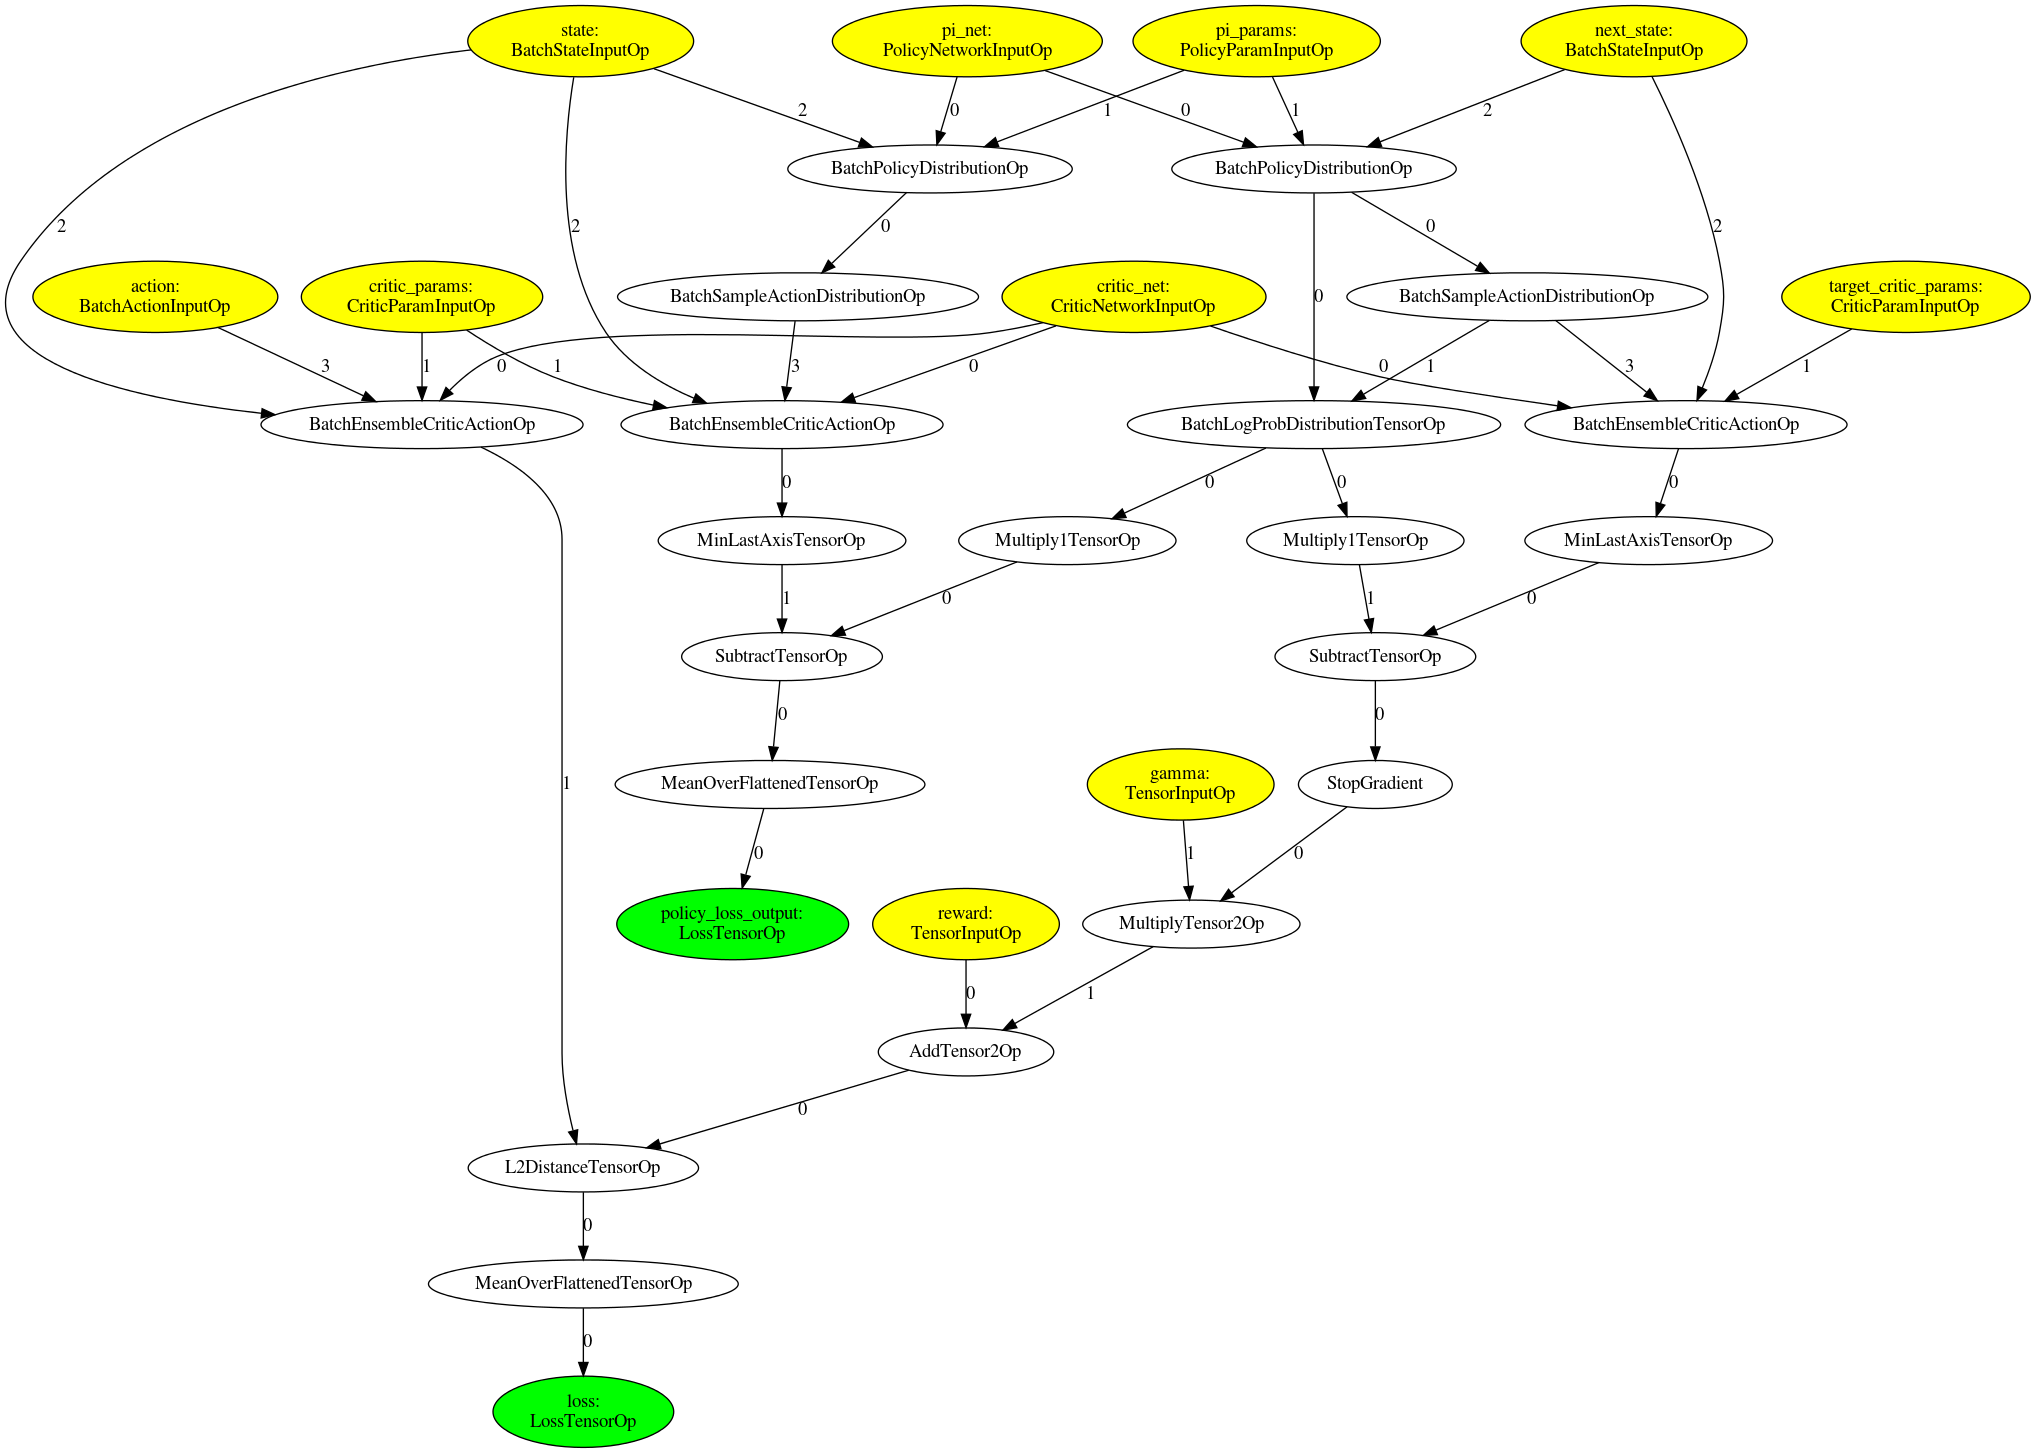 state:
BatchStateInputOp
pi_net:
PolicyNetworkInputOp
pi_params:
PolicyParamInputOp
next_state:
BatchStateInputOp
2
0
1
0
1
2
BatchPolicyDistributionOp
BatchPolicyDistributionOp
2
2
0
0
2
action:
BatchActionInputOp
critic_params:
CriticParamInputOp
BatchSampleActionDistributionOp
critic_net:
CriticNetworkInputOp
0
BatchSampleActionDistributionOp
target_critic_params:
CriticParamInputOp
3
1
0
1
3
0
0
1
3
1
BatchEnsembleCriticActionOp
BatchEnsembleCriticActionOp
BatchLogProbDistributionTensorOp
BatchEnsembleCriticActionOp
0
0
0
0
MinLastAxisTensorOp
Multiply1TensorOp
Multiply1TensorOp
MinLastAxisTensorOp
1
0
1
0
SubtractTensorOp
SubtractTensorOp
0
0
1
MeanOverFlattenedTensorOp
gamma:
TensorInputOp
StopGradient
0
1
0
policy_loss_output:
LossTensorOp
reward:
TensorInputOp
MultiplyTensor2Op
0
1
AddTensor2Op
0
L2DistanceTensorOp
0
MeanOverFlattenedTensorOp
0
loss:
LossTensorOp